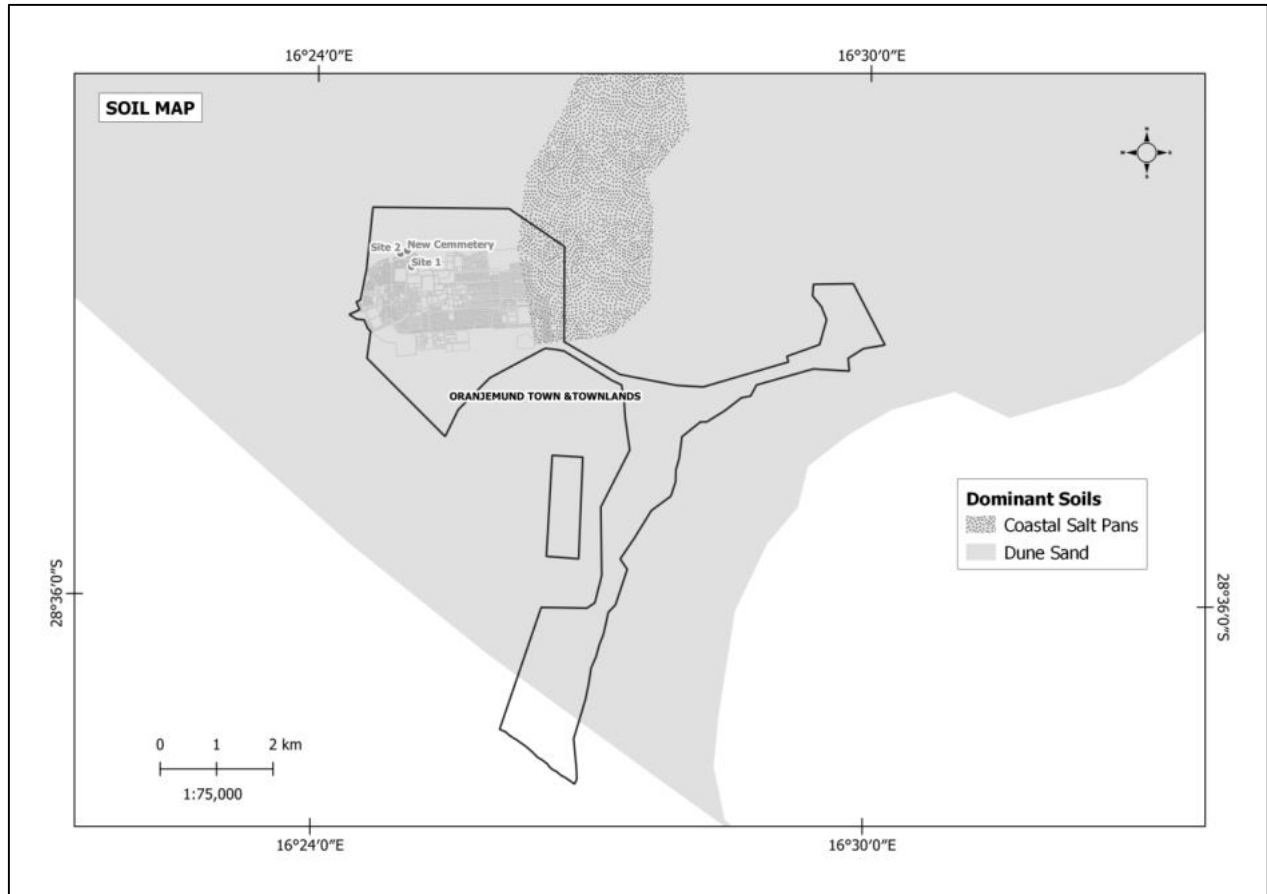 16°24'0"E
16°30'0"E
SOIL MAP
Site 2
New Cemmetery
Site 1
ORANJEMUND TOWN &TOWNLANDS
Dominant Soils
Coastal Salt Pans
Dune Sand
28°36'0"S
28°36'0"S
0 1 2 km
1:75,000
16°24'0"E
16°30'0"E